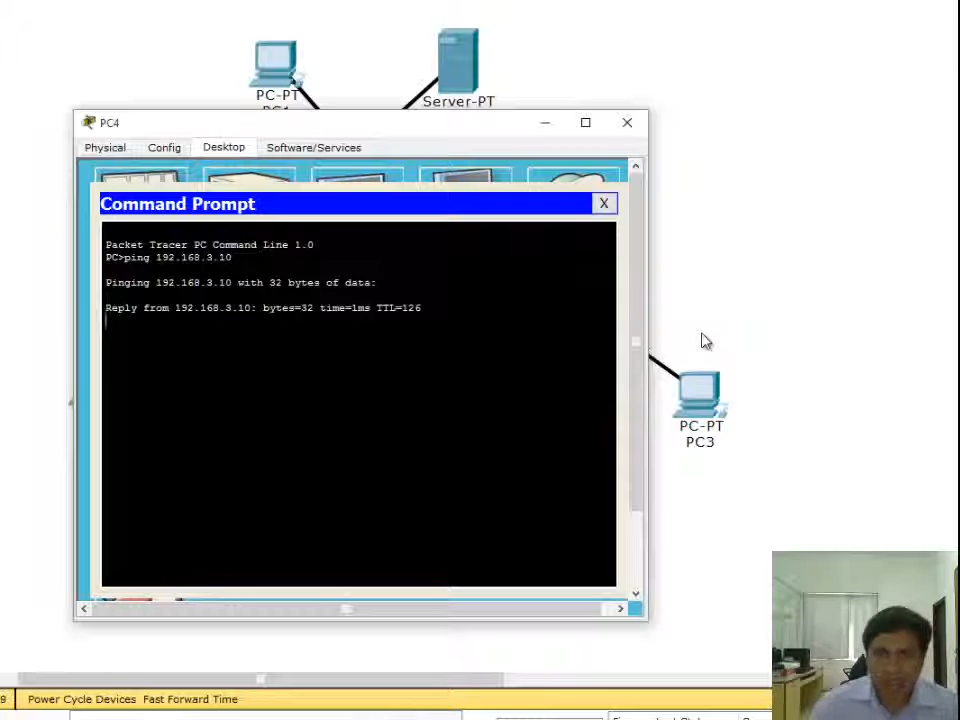 PC-PT
Server-PT
PC4
Physical
Config
Desktop
Software/Services
Command Prompt
X
Packet Tracer PC Command Line 1.0
PC>ping 192.168.3.10
Pinging 192.168.3.10 with 32 bytes of data:
Reply from 192.168.3.10: bytes=32 time=1ms TTL=126
PC-PT
PC3
9
Power Cycle Devices Fast Forward Time